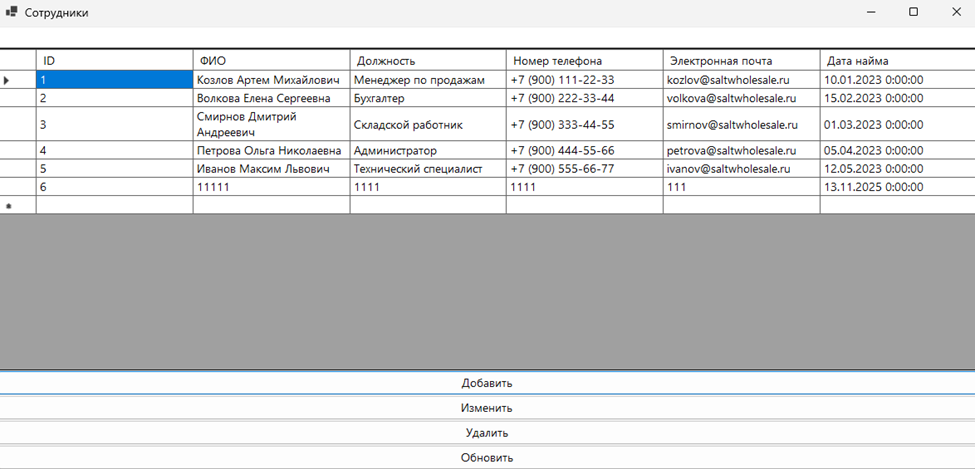 Сотрудники
ID ФИО Должность Номер телефона Электронная почта Дата найма
1 Козлов Артем Михайлович Менеджер по продажам +7 (900) 111-22-33 kozlov@saltwholesale.ru 10.01.2023 0:00:00
2 Волкова Елена Сергеевна Бухгалтер +7 (900) 222-33-44 volkova@saltwholesale.ru 15.02.2023 0:00:00
3 Смирнов Дмитрий Андреевич Складской работник +7 (900) 333-44-55 smirnov@saltwholesale.ru 01.03.2023 0:00:00
4 Петрова Ольга Николаевна Администратор +7 (900) 444-55-66 petrova@saltwholesale.ru 05.04.2023 0:00:00
5 Иванов Максим Львович Технический специалист +7 (900) 555-66-77 ivanov@saltwholesale.ru 12.05.2023 0:00:00
6 11111 1111 1111 111 13.11.2025 0:00:00
Добавить
Изменить
Удалить
Обновить